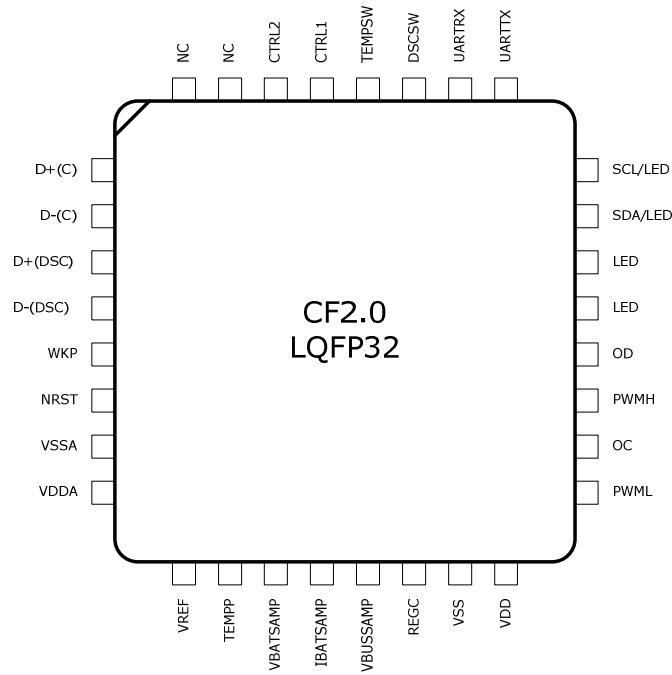 NC
NC
CTRL2
CTRL1
TEMPSW
DSCSW
UARTRX
UARTTX
D+(C)
D-(C)
D+(DSC)
D-(DSC)
WKP
NRST
VSSA
VDDA
CF2.0
LQFP32
SCL/LED
SDA/LED
LED
LED
OD
PWMH
OC
PWML
VREF
TEMPP
VBATSAMP
IBATSAMP
VBUSSAMP
REGC
VSS
VDD